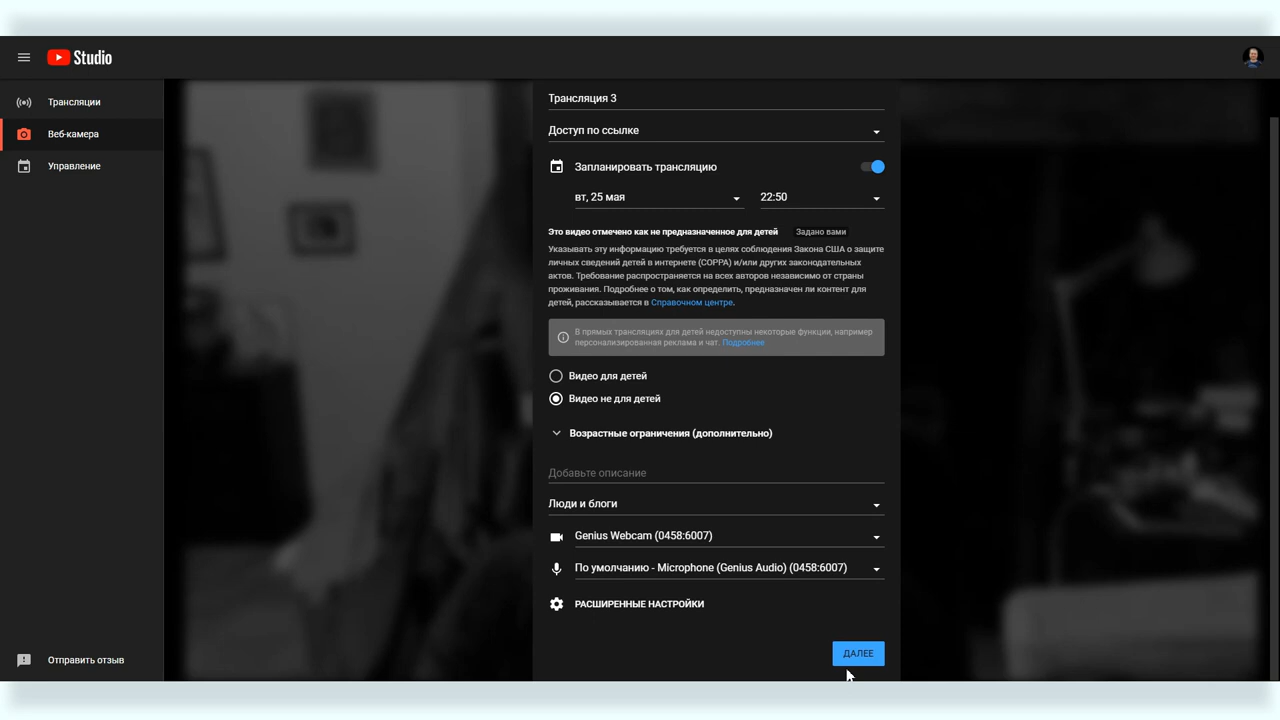 Studio
Трансляции
Веб-камера
Управление
Трансляция 3
Доступ по ссылке
Запланировать трансляцию
вт, 25 мая 22:50
Это видео отмечено как не предназначенное для детей Задано вами
Указывать эту информацию требуется в целях соблюдения Закона США о защите
личных сведений детей в интернете (COPPA) и/или других законодательных
актов. Требование распространяется на всех авторов независимо от страны
проживания. Подробнее о том, как определить, предназначен ли контент для
детей, рассказывается в Справочном центре.
В прямых трансляциях для детей недоступны некоторые функции, например
персонализированная реклама и чат. Подробнее
Видео для детей
Видео не для детей
Возрастные ограничения (дополнительно)
Добавьте описание
Люди и блоги
Genius Webcam (0458:6007)
По умолчанию - Microphone (Genius Audio) (0458:6007)
РАСШИРЕННЫЕ НАСТРОЙКИ
ДАЛЕЕ
Отправить отзыв